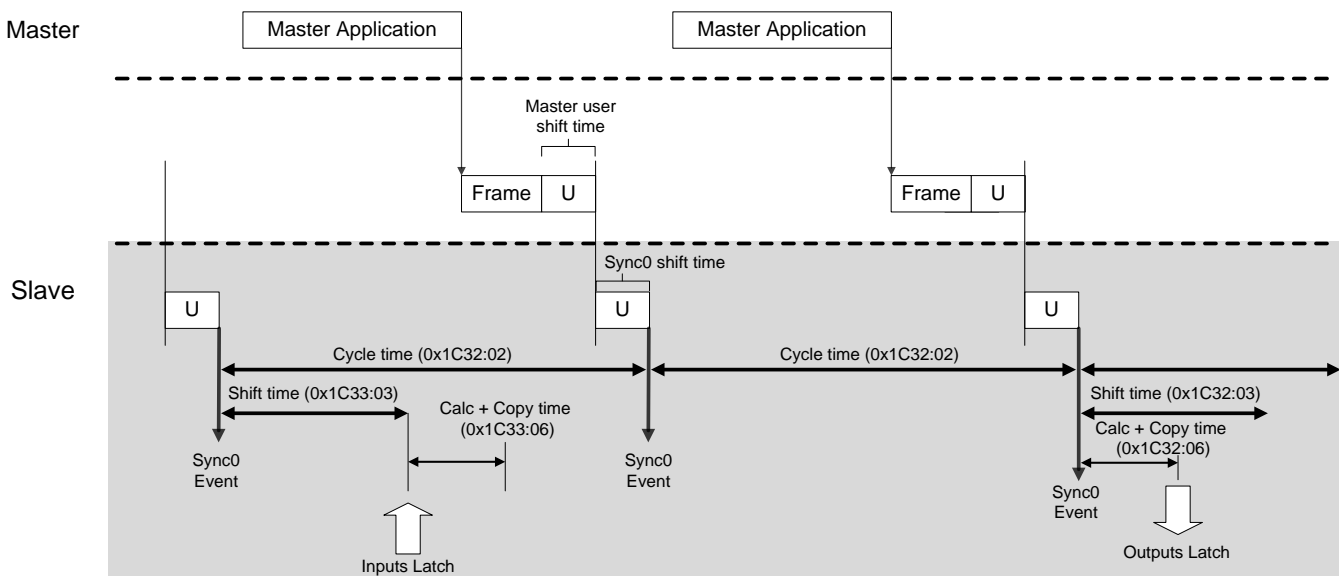 Master
Master Application
Master Application
Master user
shift time
Frame
U
Frame
U
Slave
Sync0 shift time
U
U
U
Cycle time (0x1C32:02)
Cycle time (0x1C32:02)
Shift time (0x1C33:03)
Shift time (0x1C32:03)
Calc + Copy time
(0x1C33:06)
Calc + Copy time
(0x1C32:06)
Sync0
Event
Sync0
Event
Sync0
Event
Inputs Latch
Outputs Latch